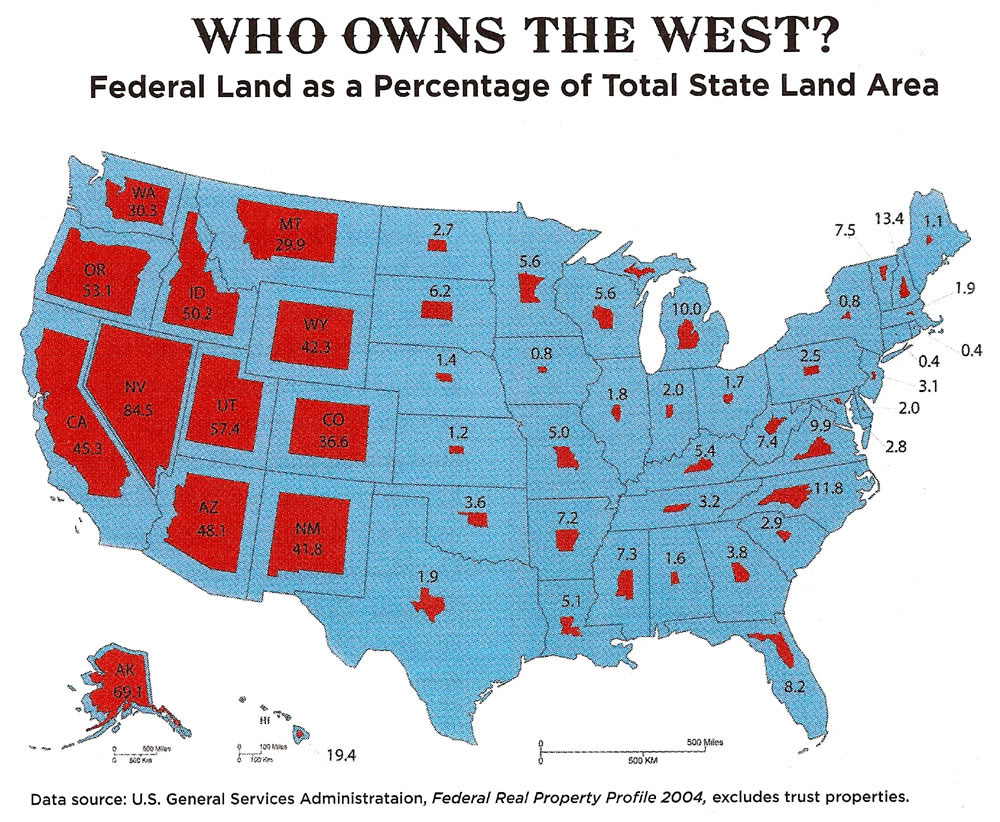 WHO OWNS THE WEST?
Federal Land as a Percentage of Total State Land Area
WA
30.3
MT
29.9
2.7
5.6
7.5
13.4
1.1
OR
53.1
ID
50.2
6.2
5.6
10.0
0.8
1.9
WY
42.3
0.4
0.4
NV
84.5
1.4
0.8
2.5
3.1
CA
45.3
UT
57.4
CO
36.6
1.8
2.0
1.7
2.0
1.2
5.0
5.4
7.4
9.9
2.8
AZ
48.1
NM
41.8
3.6
7.2
3.2
11.8
2.9
1.9
7.3
1.6
3.8
5.1
8.2
AK
69.1
HI
19.4
0 500 Miles
0 500 Km
0 100 Miles
0 100 Km
0 500 Miles
0 500 KM
Data source: U.S. General Services Administrataion, Federal Real Property Profile 2004, excludes trust properties.